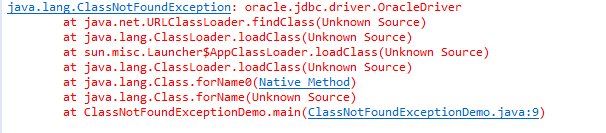 java.lang.ClassNotFoundException: oracle.jdbc.driver.OracleDriver
at java.net.URLClassLoader.findClass(Unknown Source)
at java.lang.ClassLoader.loadClass(Unknown Source)
at sun.misc.Launcher$AppClassLoader.loadClass(Unknown Source)
at java.lang.ClassLoader.loadClass(Unknown Source)
at java.lang.Class.forName0(Native Method)
at java.lang.Class.forName(Unknown Source)
at ClassNotFoundExceptionDemo.main(ClassNotFoundExceptionDemo.java:9)